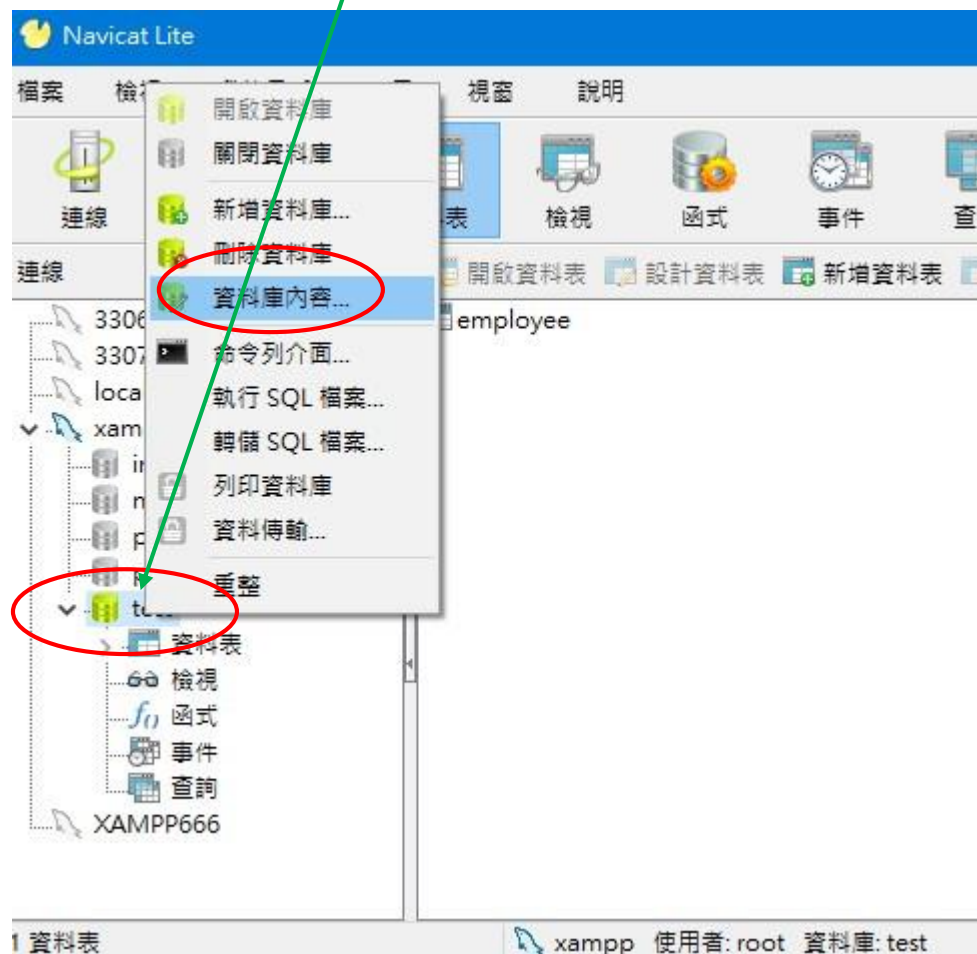 Navicat Lite
檔案 視窗 說明
開啟資料庫
關閉資料庫
新增資料庫...
刪除資料庫
資料庫內容...
命令列介面...
執行 SQL 檔案...
轉儲 SQL 檔案...
列印資料庫
資料傳輸...
重整
連線 檢視 函式 事件
連線 開啟資料表 設計資料表 新增資料表
employee
資料表
檢視
函式
事件
查詢
XAMPP666
1 資料表 xampp 使用者: root 資料庫: test